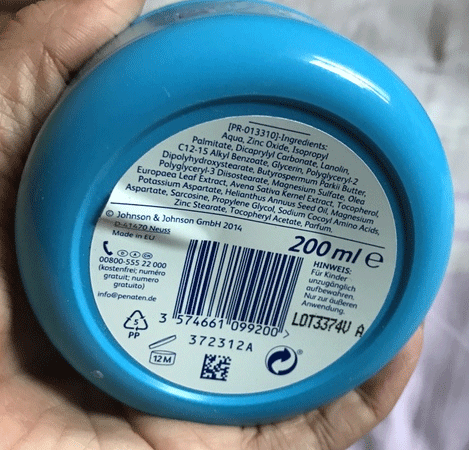 [PR-013310]-Ingredients:
Aqua, Zinc Oxide, Isopropyl
Palmitate, Dicaprylyl Carbonate, Lanolin,
C12-15 Alkyl Benzoate, Glycerin, Polyglyceryl-2
Dipolyhydroxystearate, Butyrospermum Parkii Butter,
Polyglyceryl-3 Diisostearate, Magnesium Sulfate, Olea
Europaea Leaf Extract, Avena Sativa Kernel Extract, Tocopherol,
Potassium Aspartate, Helianthus Annuus Seed Oil, Magnesium
Aspartate, Sarcosine, Propylene Glycol, Sodium Cocoyl Amino Acids,
Zinc Stearate, Tocopheryl Acetate, Parfum.
© Johnson & Johnson GmbH 2014
D-41470 Neuss
Made in EU
200 ml e
D A CH
00800-555 22 000
(kostenfrei; numéro
gratuit; numero
gratuito)
info@penaten.de
HINWEIS:
Für Kinder
unzugänglich
aufbewahren.
Nur zur äußeren
Anwendung.
LOT3374V A
3 574661 099200 >
372312A
5
PP
12M